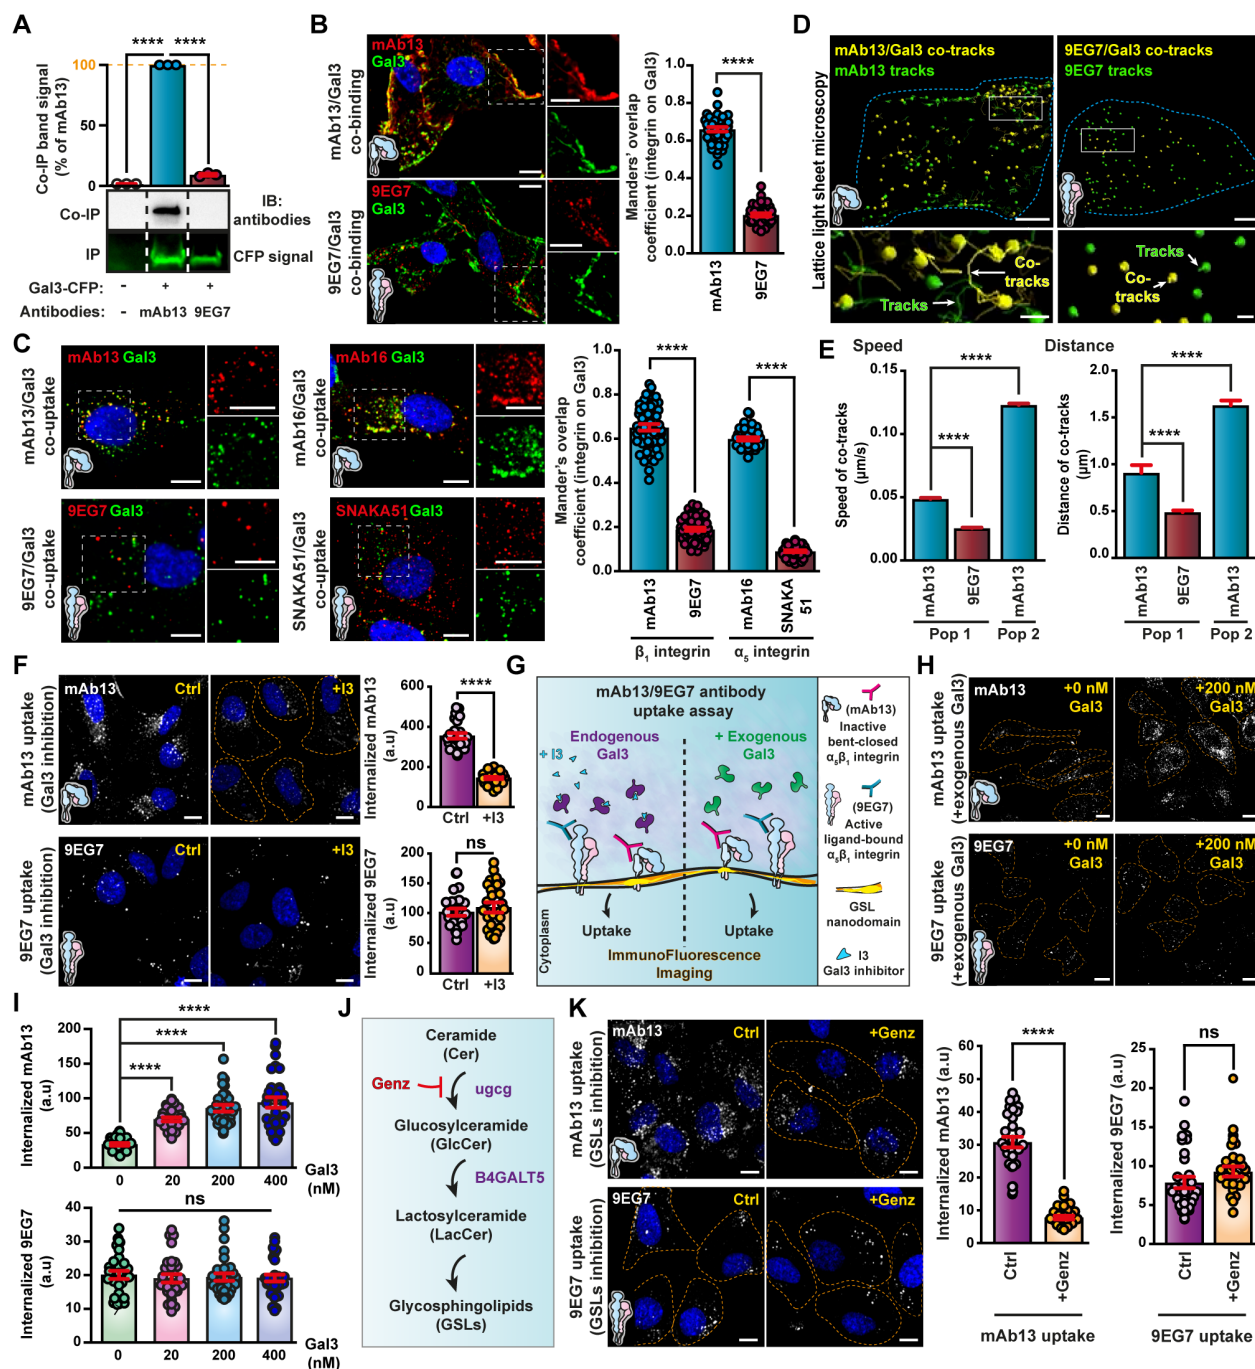 A
****
****
100
50
0
Co-IP band signal
(% of mAb13)
Co-IP
IB:
antibodies
IP
CFP signal
Gal3-CFP:
-
+
+
Antibodies:
-
mAb13
9EG7
B
mAb13/Gal3
co-binding
mAb13
Gal3
9EG7/Gal3
co-binding
9EG7
Gal3
Manders' overlap
coefficient (integrin on Gal3)
1.0
0.8
0.6
0.4
0.2
0.0
****
mAb13
9EG7
D
Lattice light sheet microscopy
mAb13/Gal3 co-tracks
mAb13 tracks
9EG7/Gal3 co-tracks
9EG7 tracks
Co-
tracks
Tracks
Tracks
Co-
tracks
C
mAb13/Gal3
co-uptake
mAb13 Gal3
mAb16/Gal3
co-uptake
mAb16 Gal3
9EG7/Gal3
co-uptake
9EG7 Gal3
SNAKA51/Gal3
co-uptake
SNAKA51 Gal3
Mander's overlap
coefficient (integrin on Gal3)
1.0
0.8
0.6
0.4
0.2
0.0
****
****
mAb13
9EG7
mAb16
SNAKA
51
β1 integrin
α5 integrin
E
Speed
Speed of co-tracks
(μm/s)
0.15
0.10
0.05
0.00
****
****
mAb13
9EG7
mAb13
Pop 1
Pop 2
Distance
Distance of co-tracks
(μm)
2.0
1.5
1.0
0.5
0.0
****
****
mAb13
9EG7
mAb13
Pop 1
Pop 2
F
mAb13 uptake
(Gal3 inhibition)
mAb13
Ctrl
+I3
Internalized mAb13
(a.u)
600
400
200
0
****
Ctrl
+I3
9EG7 uptake
(Gal3 inhibition)
9EG7
Ctrl
+I3
Internalized 9EG7
(a.u)
200
150
100
50
0
ns
Ctrl
+I3
G
mAb13/9EG7 antibody
uptake assay
Endogenous
Gal3
+ I3
+ Exogenous
Gal3
Cytoplasm
Uptake
Uptake
ImmunoFluorescence
Imaging
(mAb13)
Inactive
bent-closed
α5β1 integrin
(9EG7)
Active
ligand-bound
α5β1 integrin
GSL
nanodomain
I3
Gal3 inhibitor
H
mAb13 uptake
(+exogenous Gal3)
mAb13
+0 nM
Gal3
+200 nM
Gal3
9EG7 uptake
(+exogenous Gal3)
9EG7
+0 nM
Gal3
+200 nM
Gal3
I
Internalized mAb13
(a.u)
200
150
100
50
0
****
****
****
0
20
200
400
Gal3
(nM)
Internalized 9EG7
(a.u)
40
30
20
10
0
ns
0
20
200
400
Gal3
(nM)
J
Ceramide
(Cer)
Genz
ugcg
Glucosylceramide
(GlcCer)
B4GALT5
Lactosylceramide
(LacCer)
Glycosphingolipids
(GSLs)
K
mAb13 uptake
(GSLs inhibition)
mAb13
Ctrl
+Genz
9EG7 uptake
(GSLs inhibition)
9EG7
Ctrl
+Genz
Internalized mAb13 (a.u)
60
50
40
30
20
10
0
****
Ctrl
+Genz
mAb13 uptake
Internalized 9EG7 (a.u)
25
20
15
10
5
0
ns
Ctrl
+Genz
9EG7 uptake